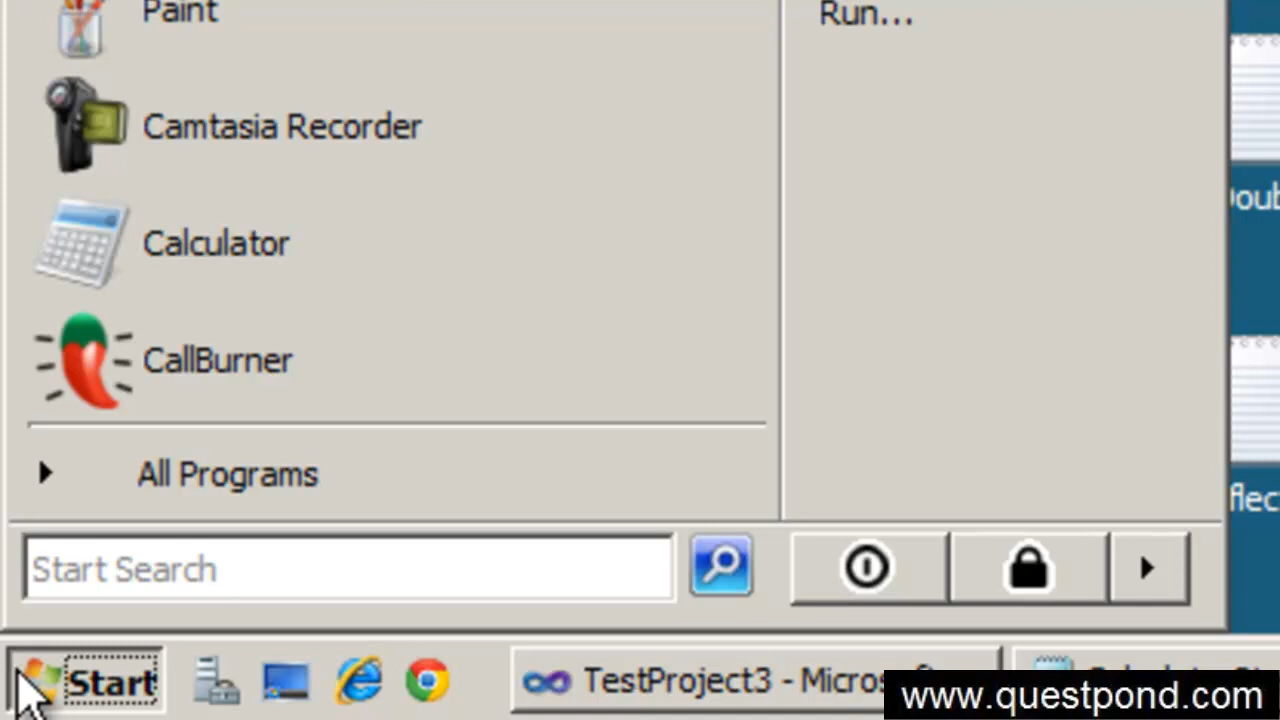 Paint
Run...
Camtasia Recorder
Calculator
CallBurner
All Programs
Start Search
Start
TestProject3 - Micros
www.questpond.com